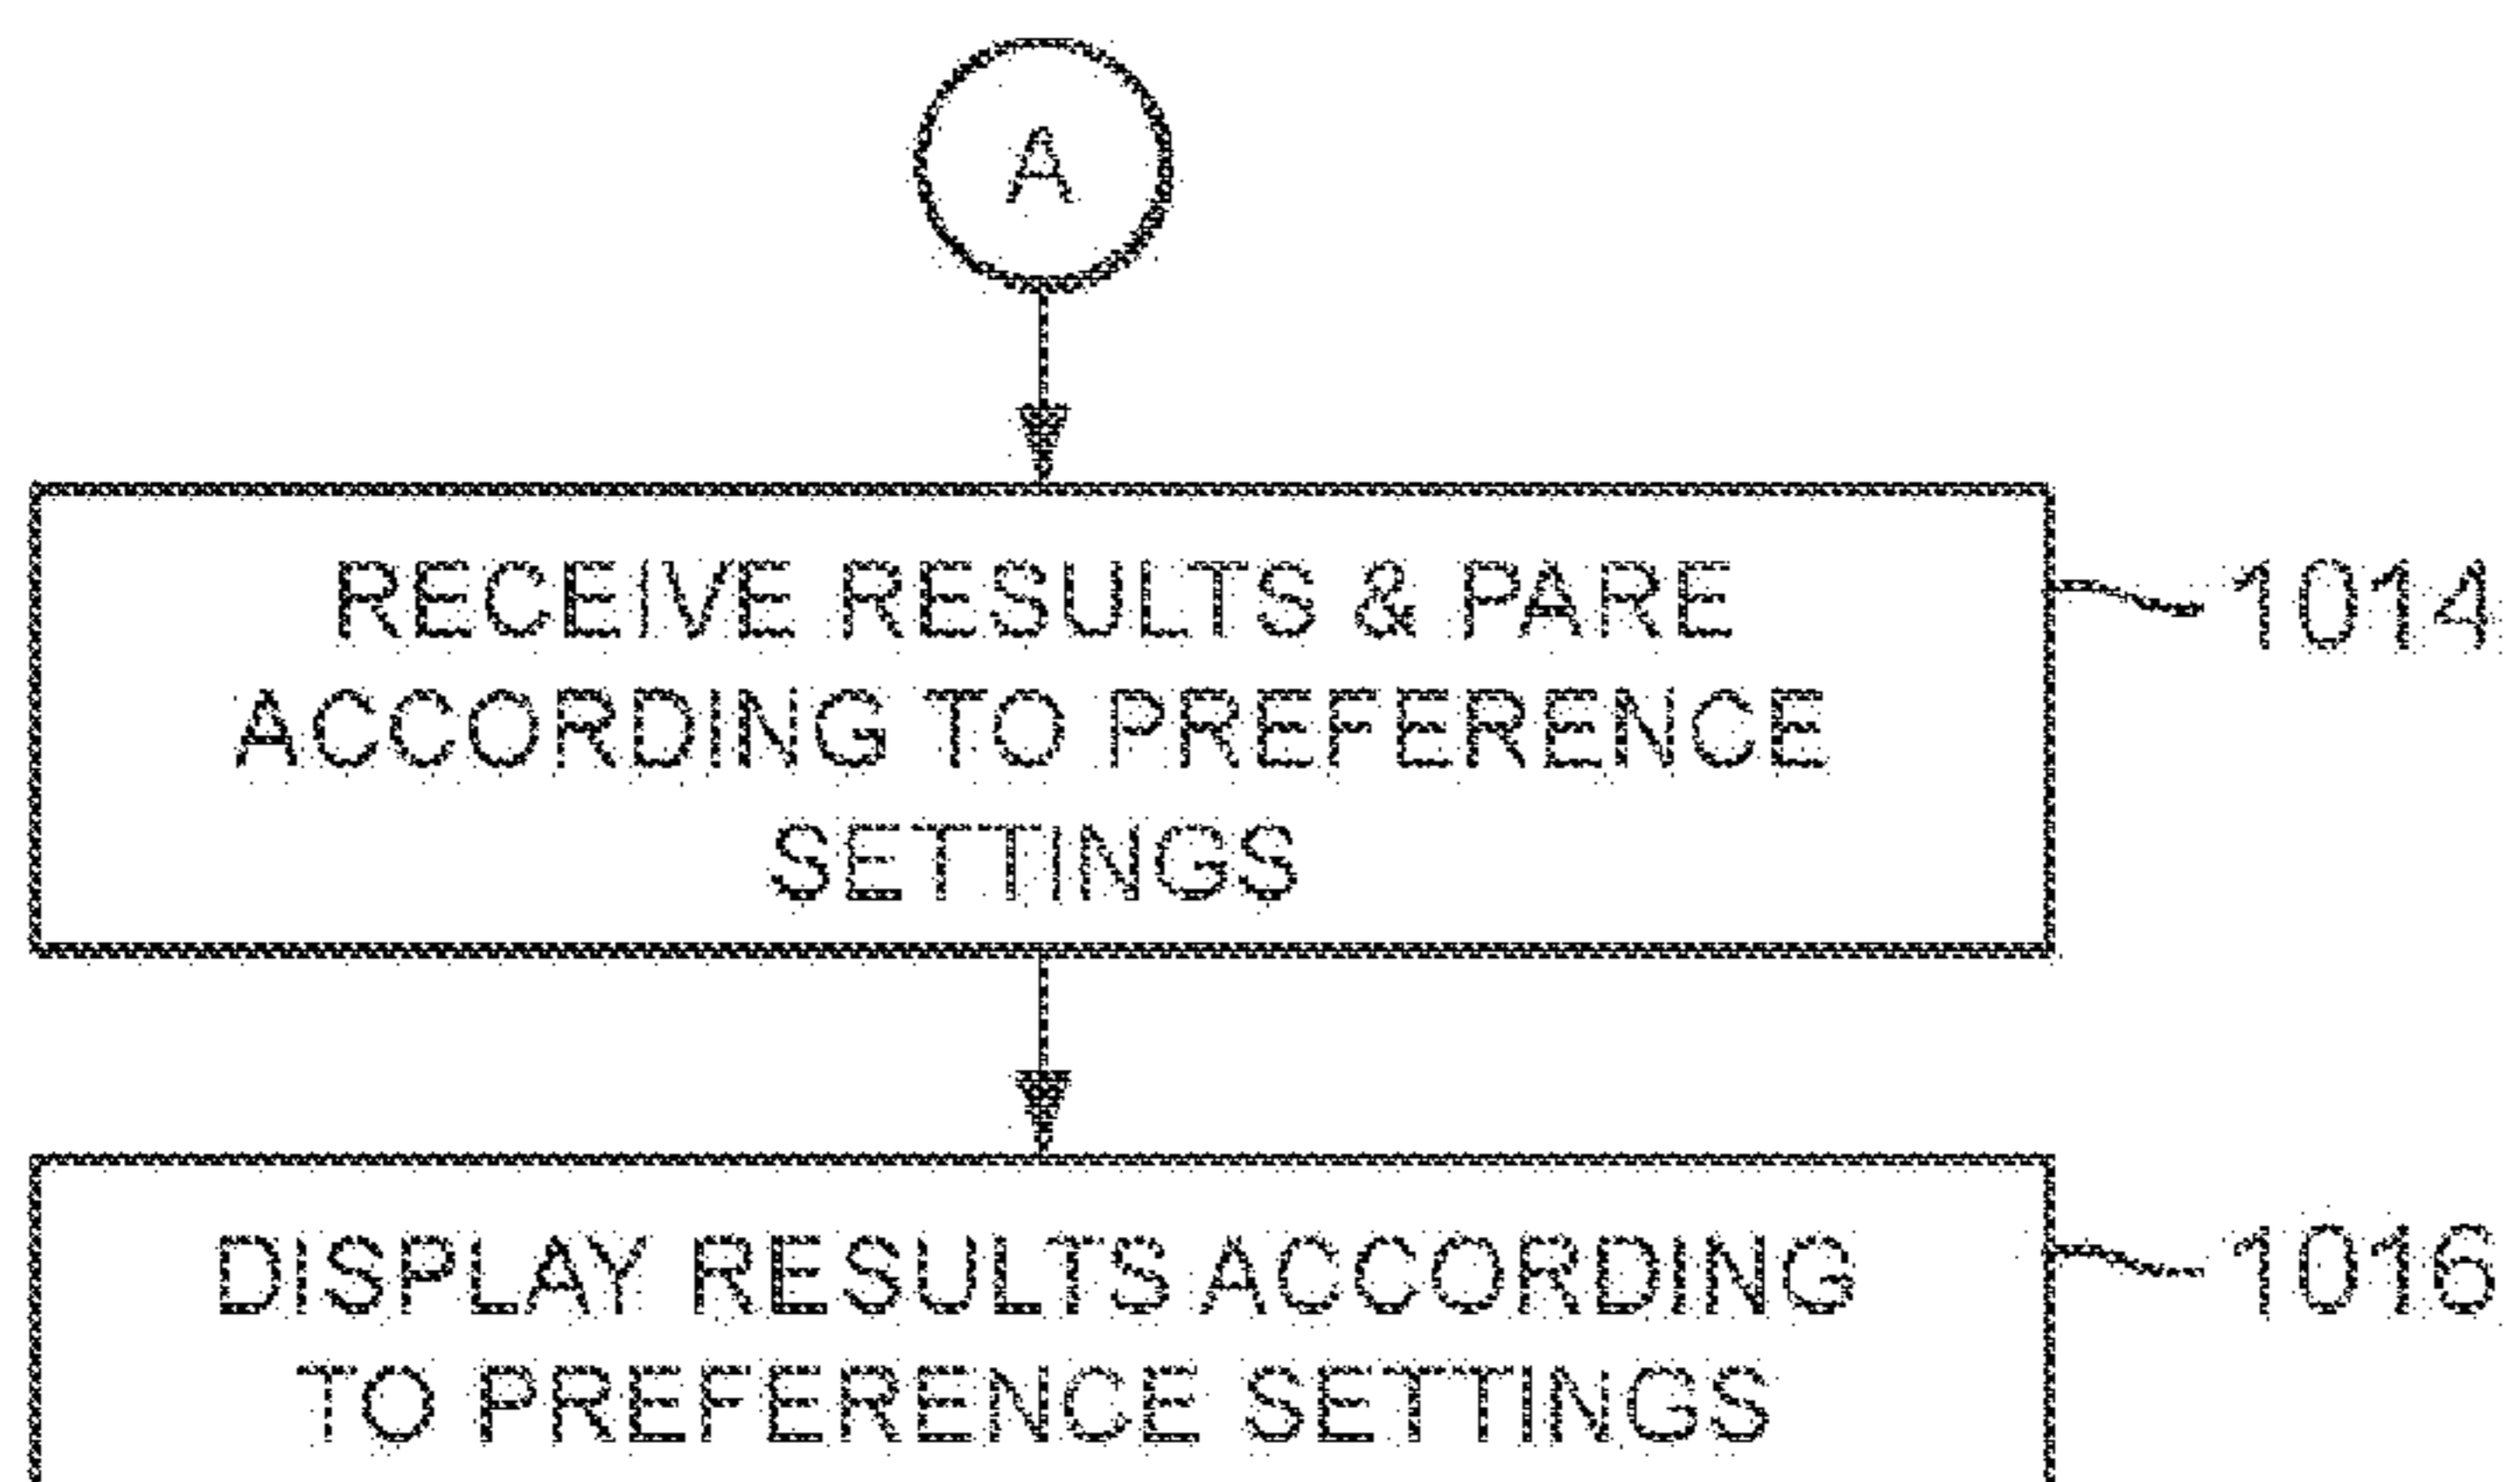 A
RECEIVE RESULTS & PARE
ACCORDING TO PREFERENCE
SETTINGS
1014
DISPLAY RESULTS ACCORDING
TO PREFERENCE SETTINGS
1016